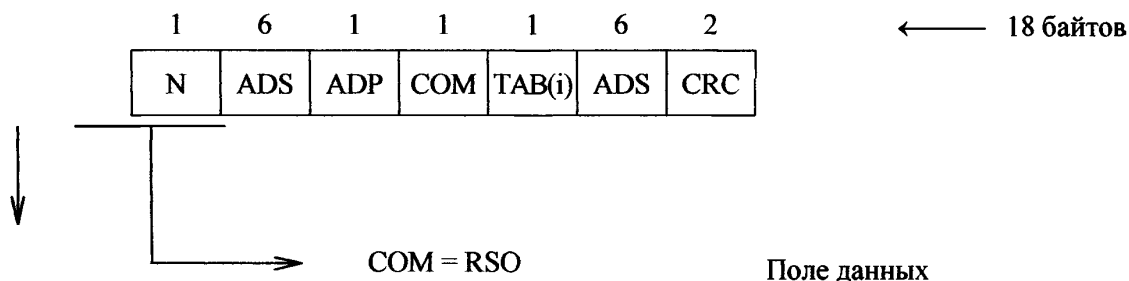 1 6 1 1 1 6 2 18 байтов
N ADS ADP COM TAB(i) ADS CRC
COM = RSO Поле данных